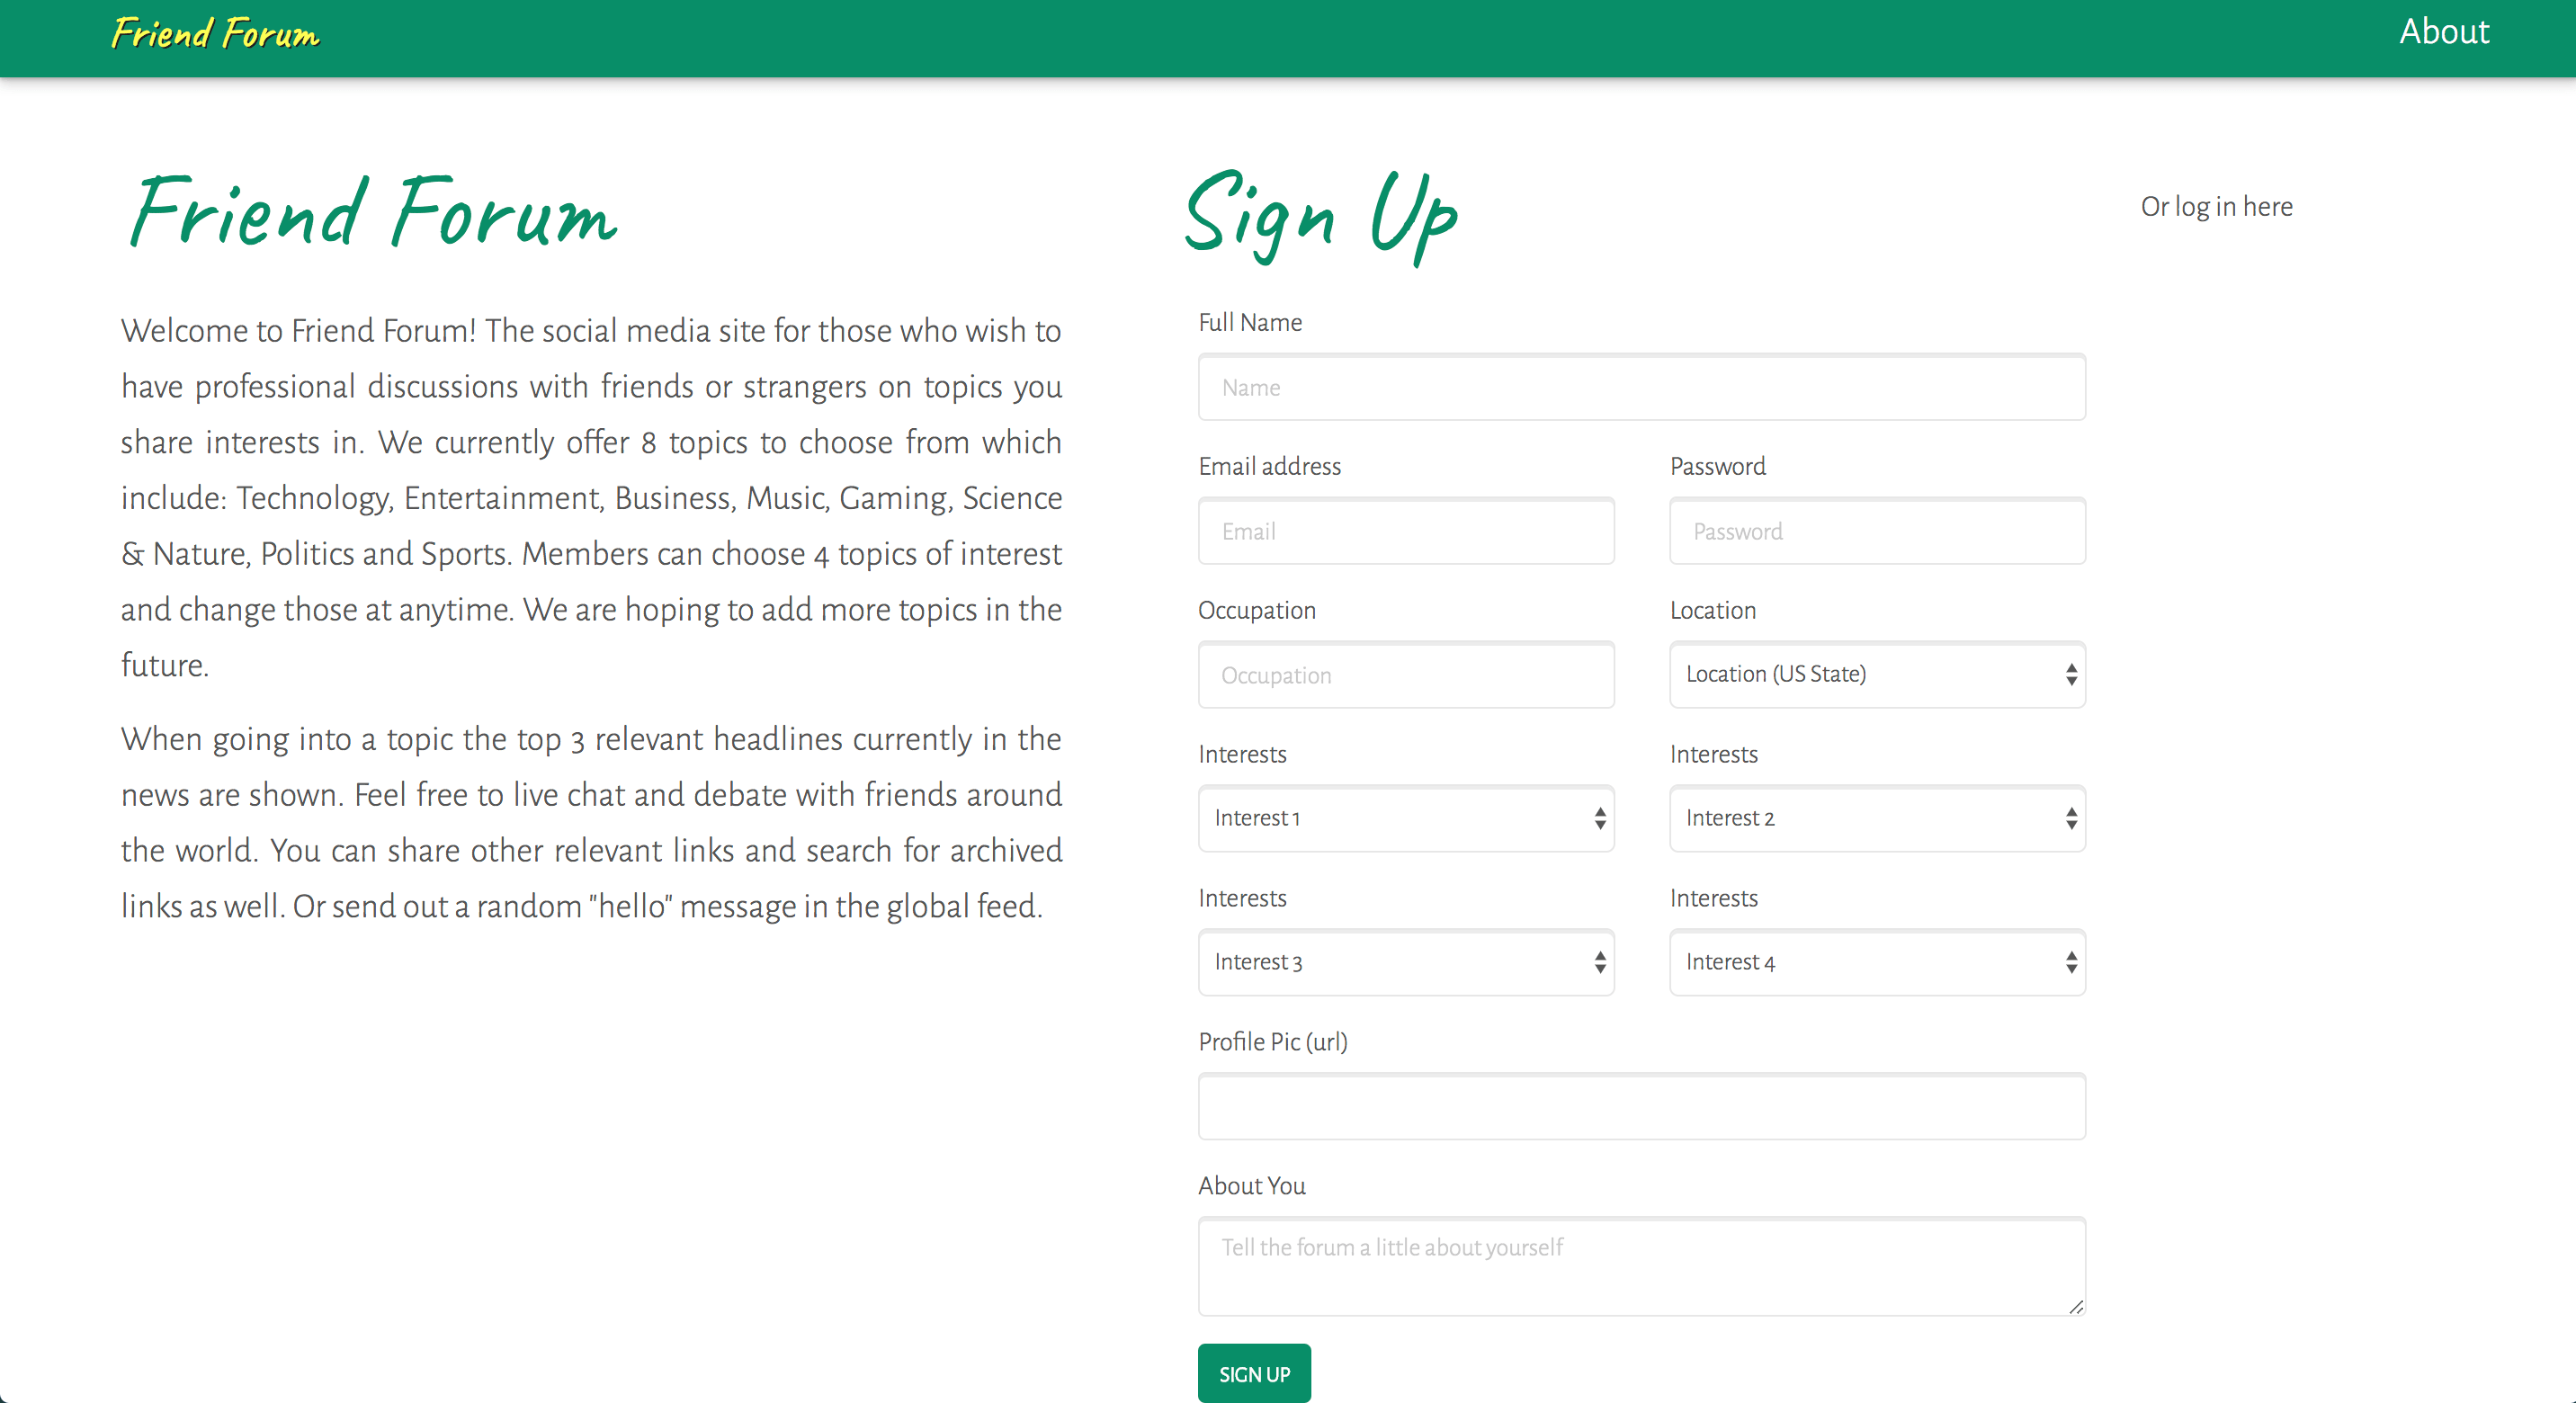 Friend Forum
About
Friend Forum
Welcome to Friend Forum! The social media site for those who wish to
have professional discussions with friends or strangers on topics you
share interests in. We currently offer 8 topics to choose from which
include: Technology, Entertainment, Business, Music, Gaming, Science
& Nature, Politics and Sports. Members can choose 4 topics of interest
and change those at anytime. We are hoping to add more topics in the
future.
When going into a topic the top 3 relevant headlines currently in the
news are shown. Feel free to live chat and debate with friends around
the world. You can share other relevant links and search for archived
links as well. Or send out a random "hello" message in the global feed.
Sign Up
Or log in here
Full Name
Name
Email address
Password
Email
Password
Occupation
Location
Occupation
Location (US State)
Interests
Interests
Interest 1
Interest 2
Interests
Interests
Interest 3
Interest 4
Profile Pic (url)
About You
Tell the forum a little about yourself
SIGN UP